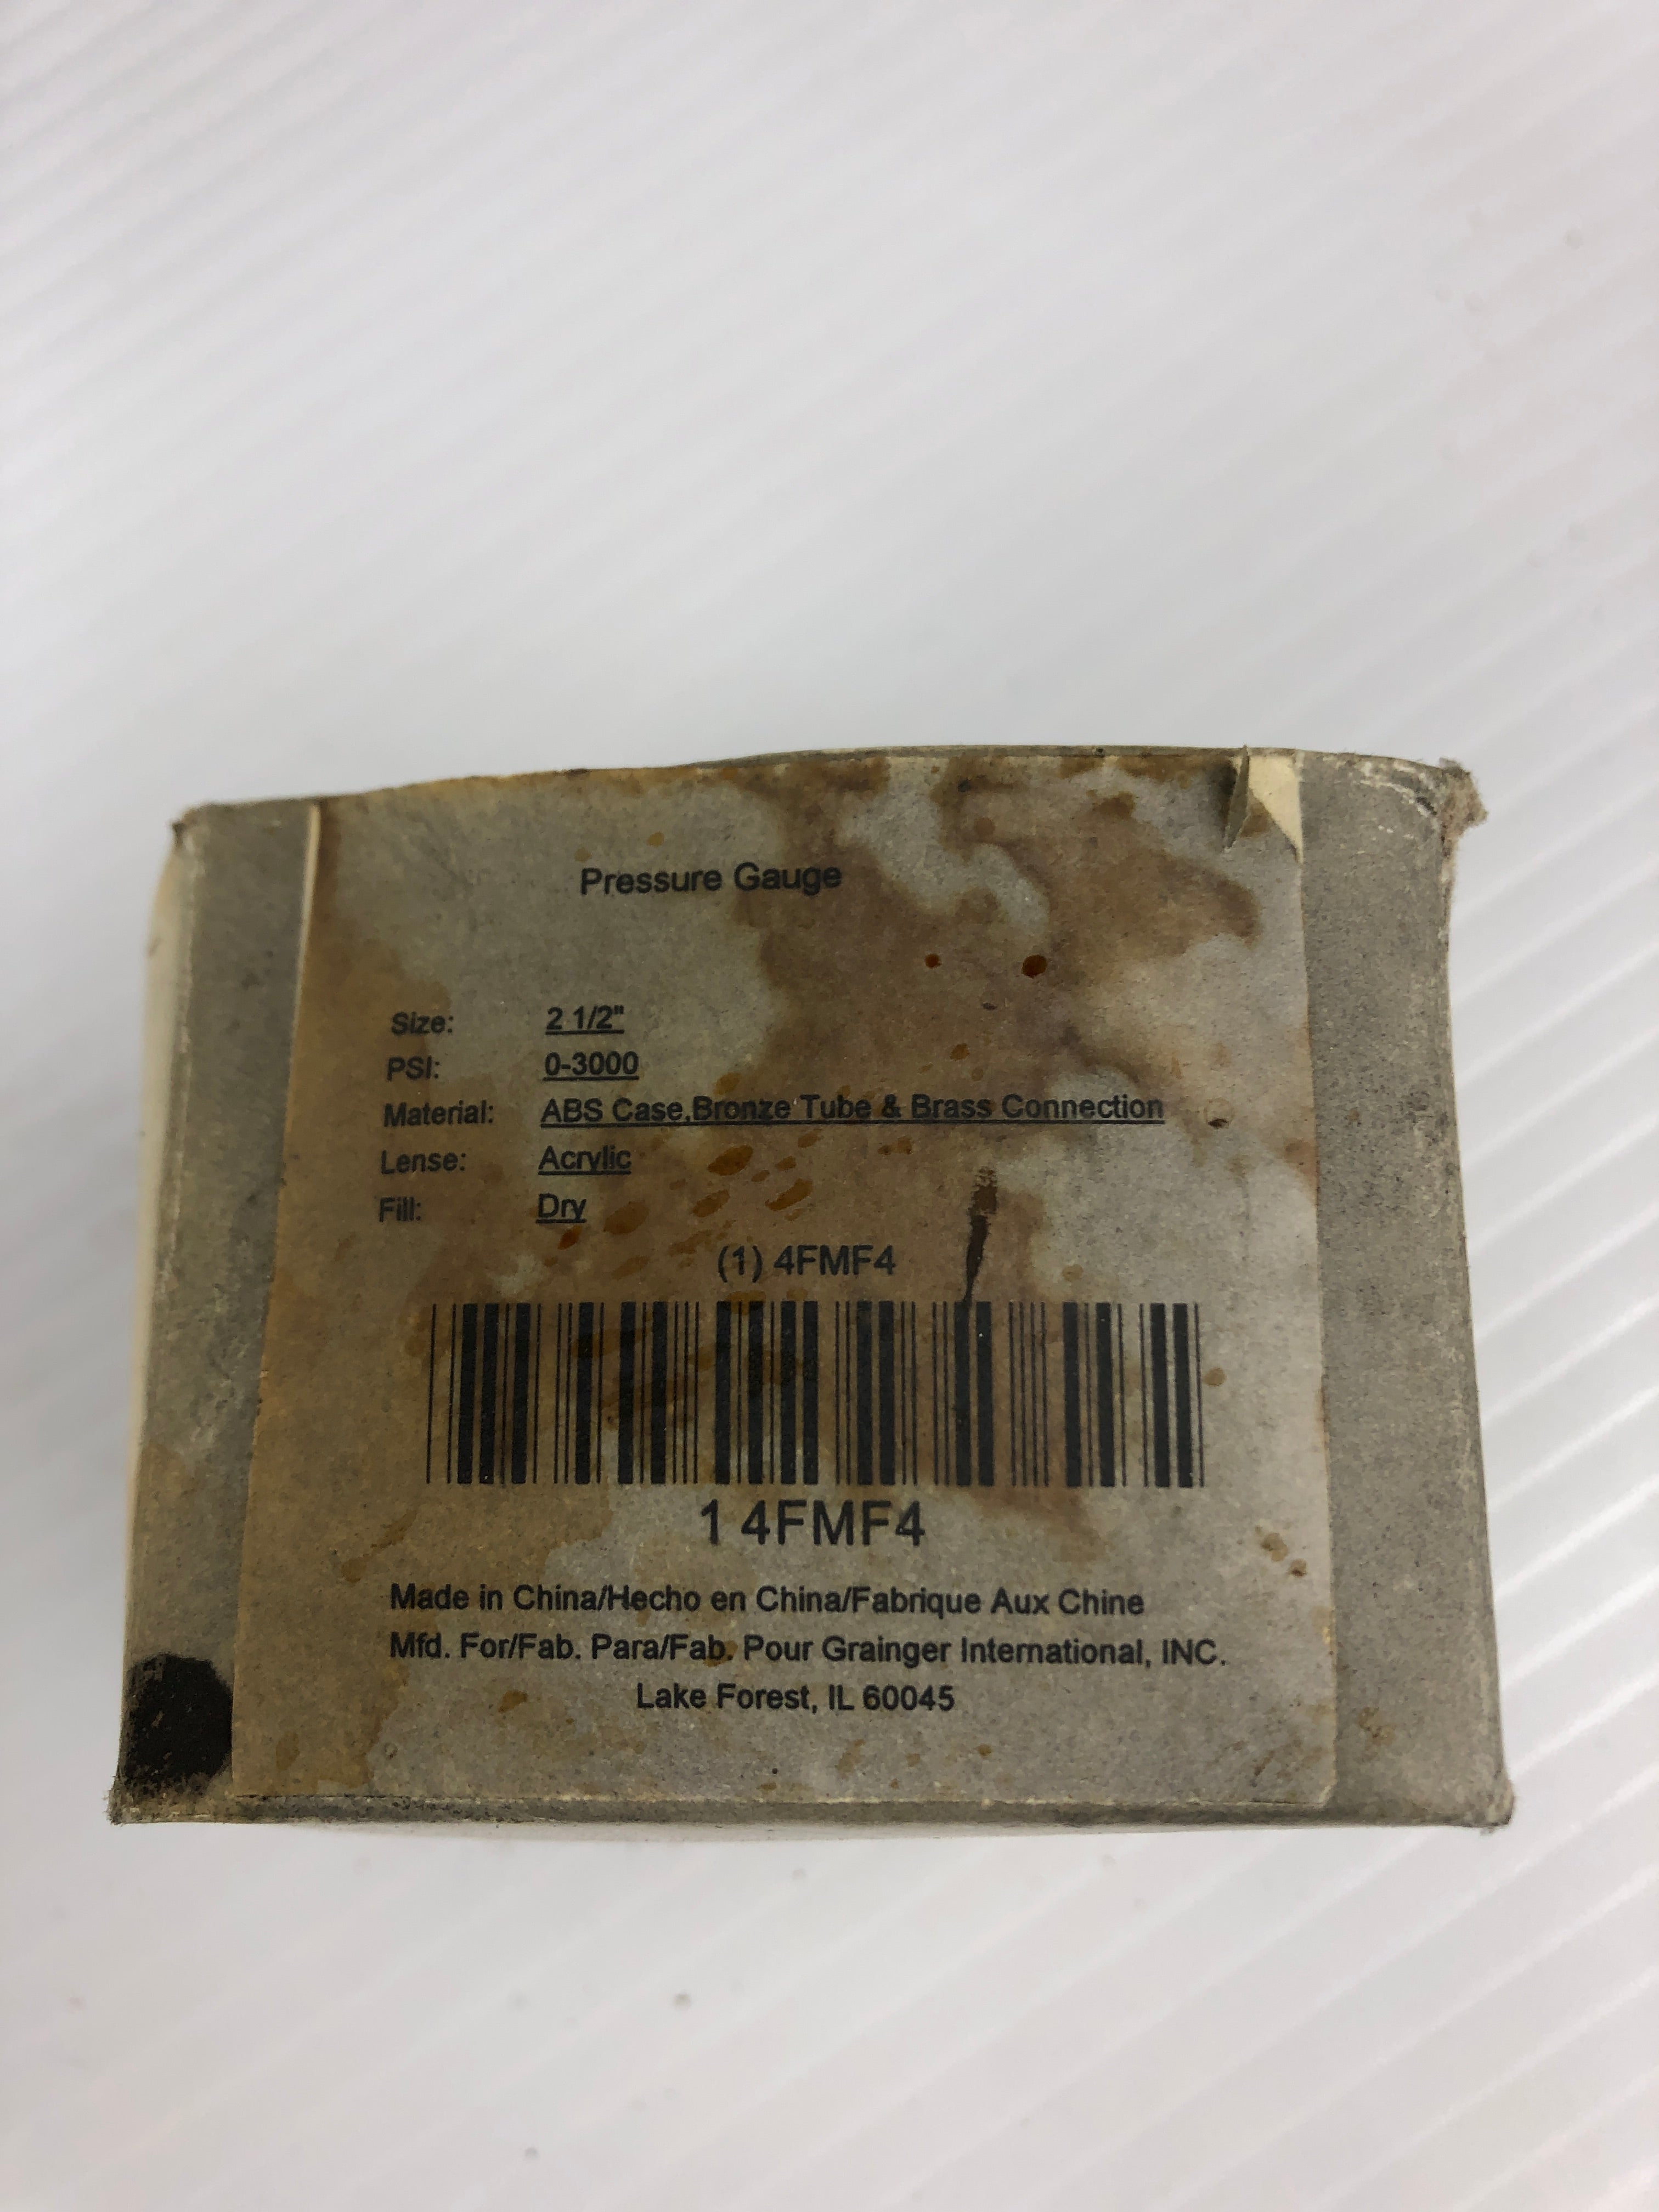 Pressure Gauge
Size: 2 1/2"
PSI: 0-3000
Material: ABS Case,Bronze Tube & Brass Connection
Lense: Acrylic
Fill: Dry
(1) 4FMF4
1 4FMF4
Made in China/Hecho en China/Fabrique Aux Chine
Mfd. For/Fab. Para/Fab. Pour Grainger International, INC.
Lake Forest, IL 60045